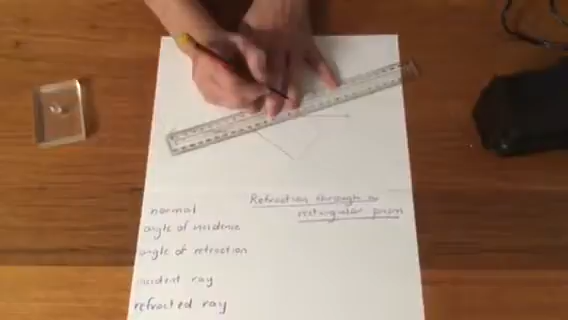 Refraction through a
rectangular prism
normal
angle of incidence
angle of refraction
incident ray
refracted ray